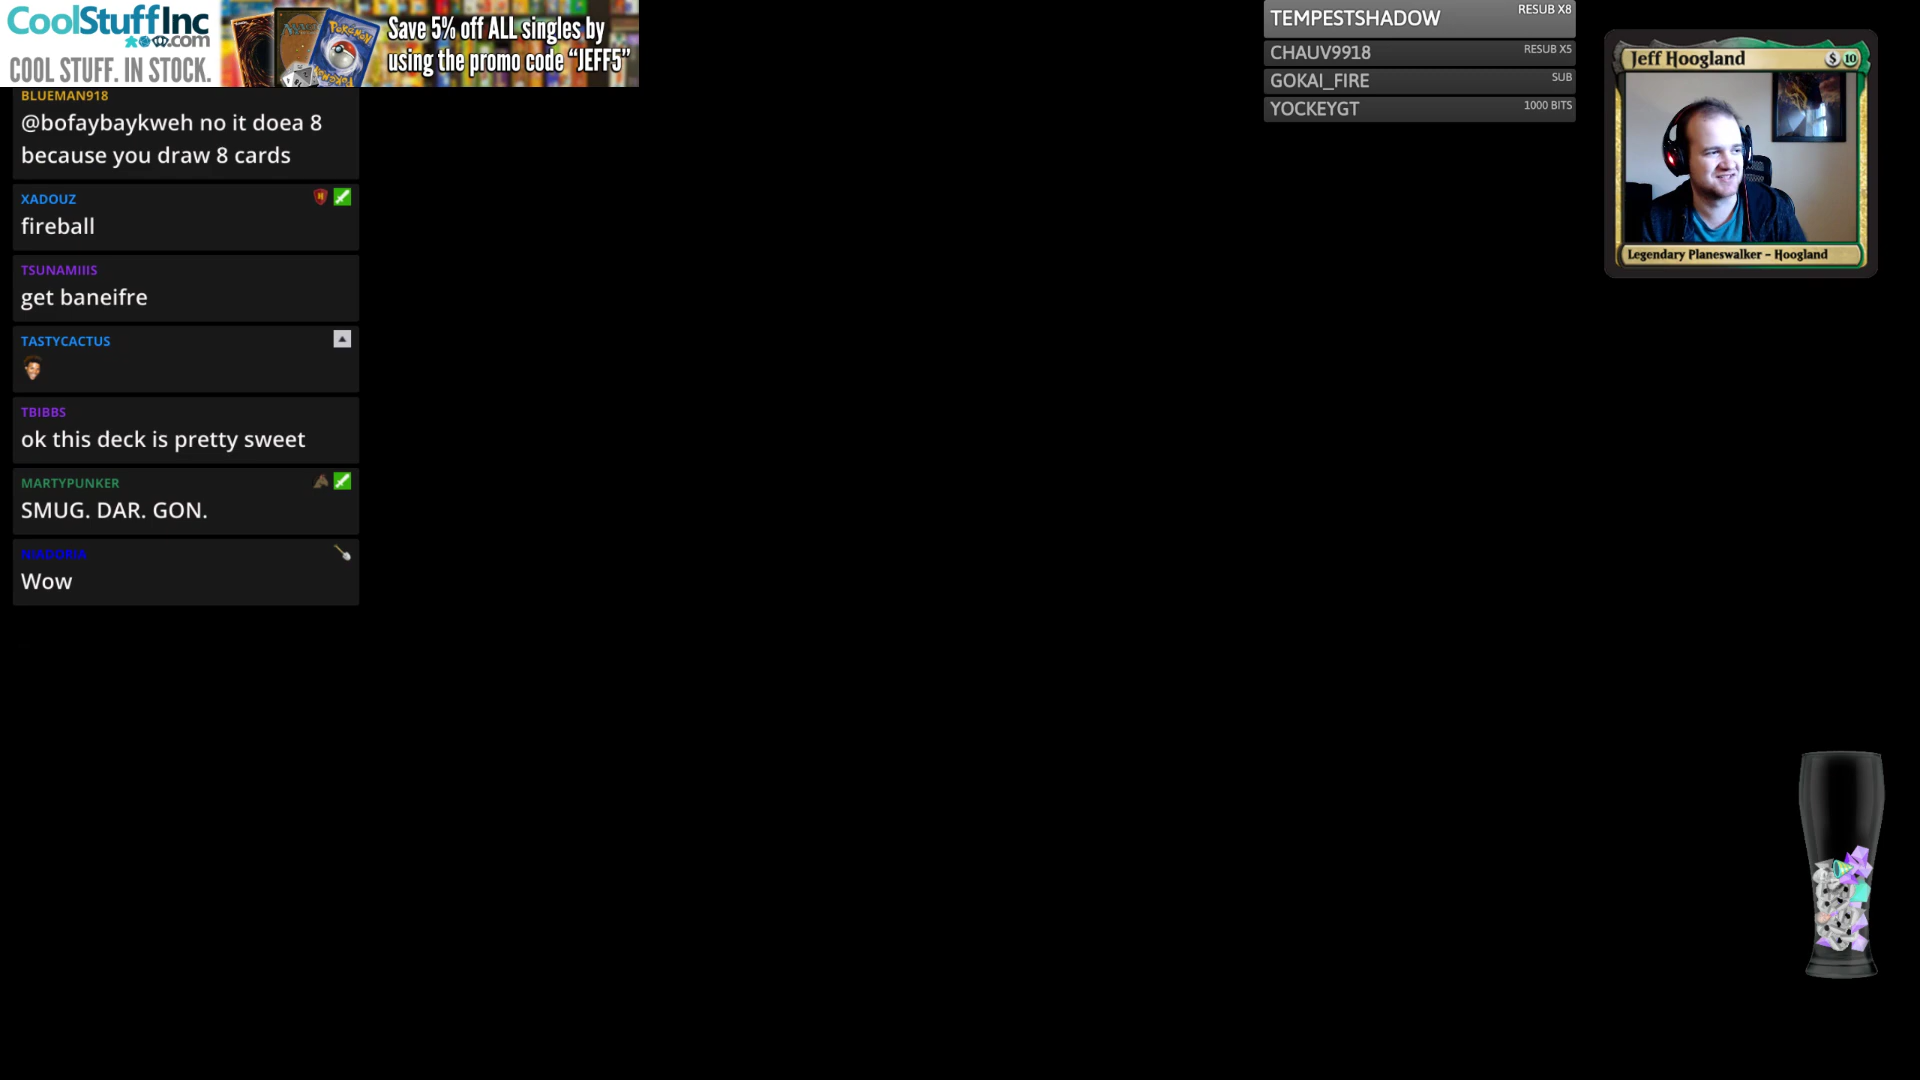 CoolStuffInc
.com
COOL STUFF. IN STOCK.
Save 5% off ALL singles by
using the promo code “JEFF5”
BLUEMAN918
@bofaybaykweh no it doea 8
because you draw 8 cards
XADOUZ
fireball
TSUNAMIIIS
get baneifre
TASTYCACTUS
TBIBBS
ok this deck is pretty sweet
MARTYPUNKER
SMUG. DAR. GON.
NIADORIA
Wow
TEMPESTSHADOW RESUB X8
CHAUV9918 RESUB X5
GOKAI_FIRE SUB
YOCKEYGT 1000 BITS
Jeff Hoogland $ 10
Legendary Planeswalker – Hoogland